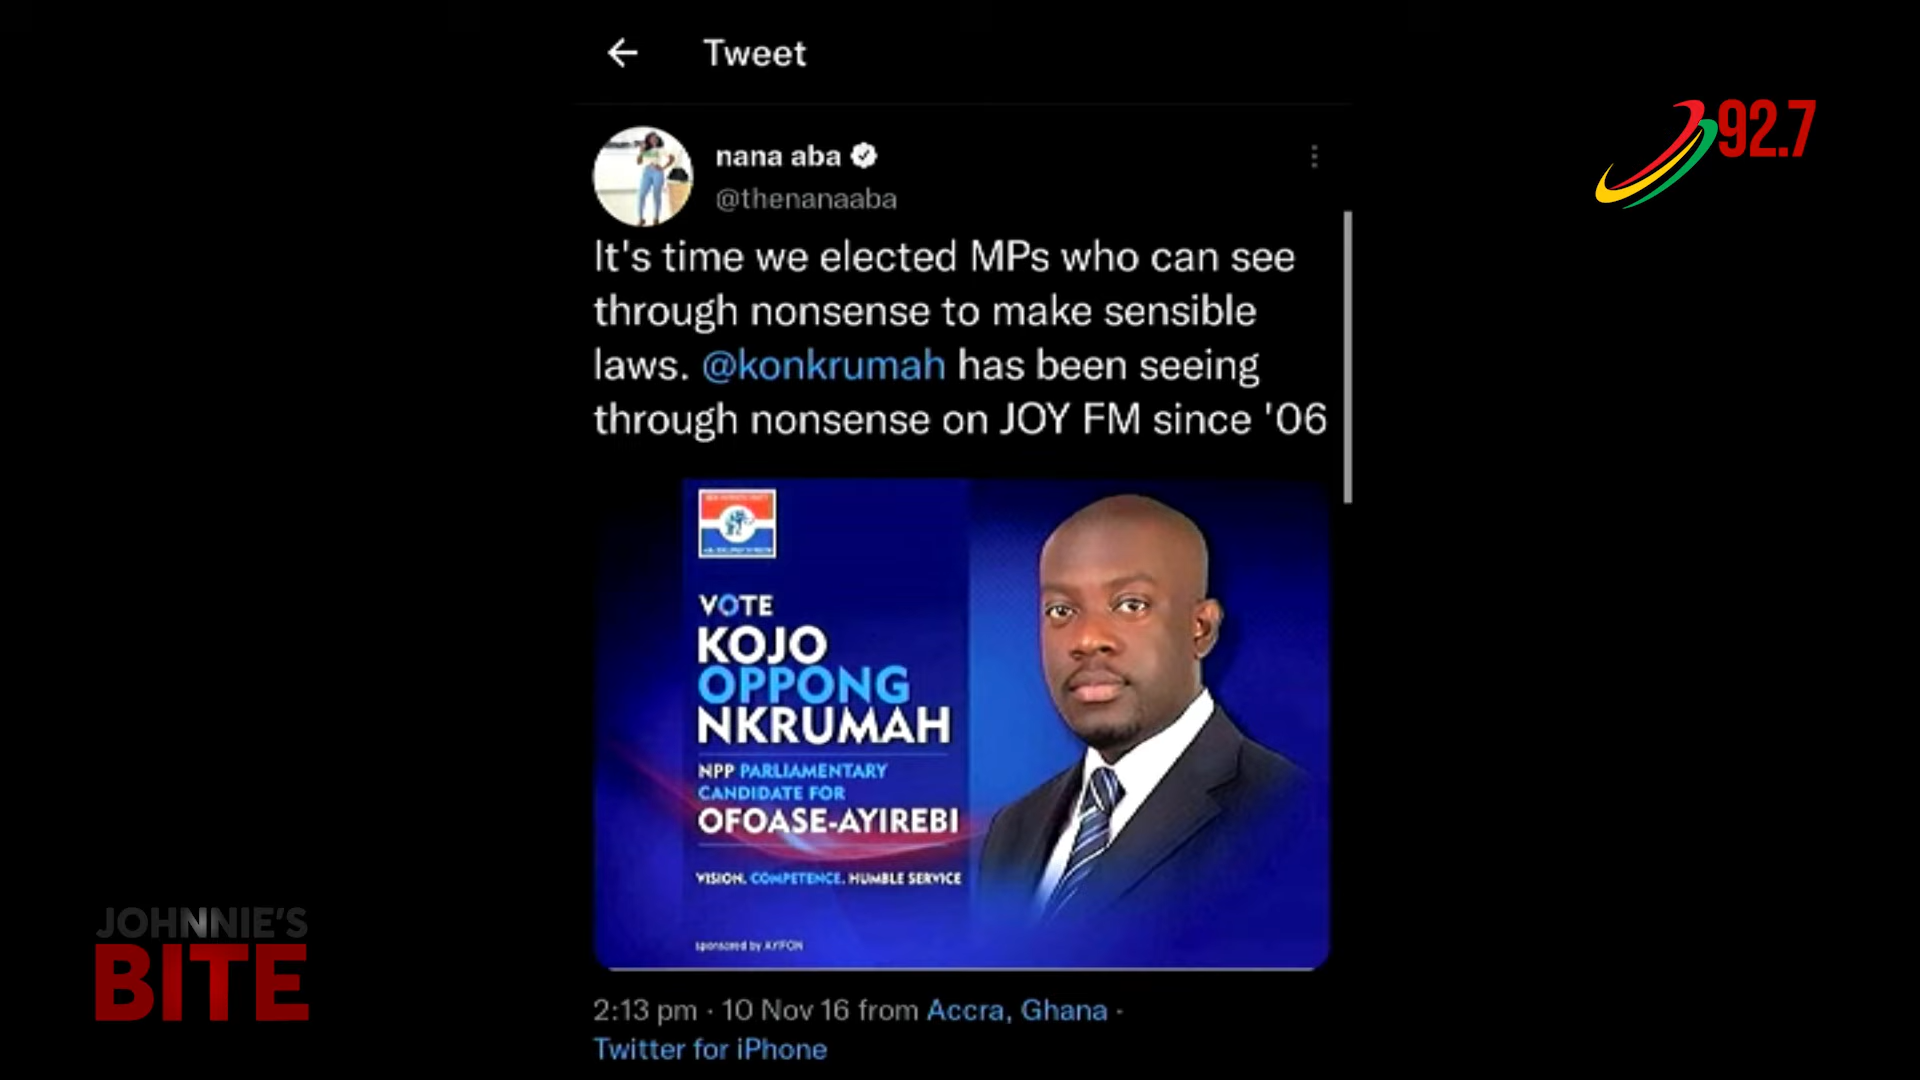 Tweet
92.7
nana aba
@thenanaaba
It's time we elected MPs who can see
through nonsense to make sensible
laws. @konkrumah has been seeing
through nonsense on JOY FM since '06
VOTE
KOJO
OPPONG
NKRUMAH
NPP PARLIAMENTARY
CANDIDATE FOR
OFOASE-AYIREBI
VISION. COMPETENCE. HUMBLE SERVICE
sponsored by AYIFON
JOHNNIE'S
BITE
2:13 pm · 10 Nov 16 from Accra, Ghana ·
Twitter for iPhone